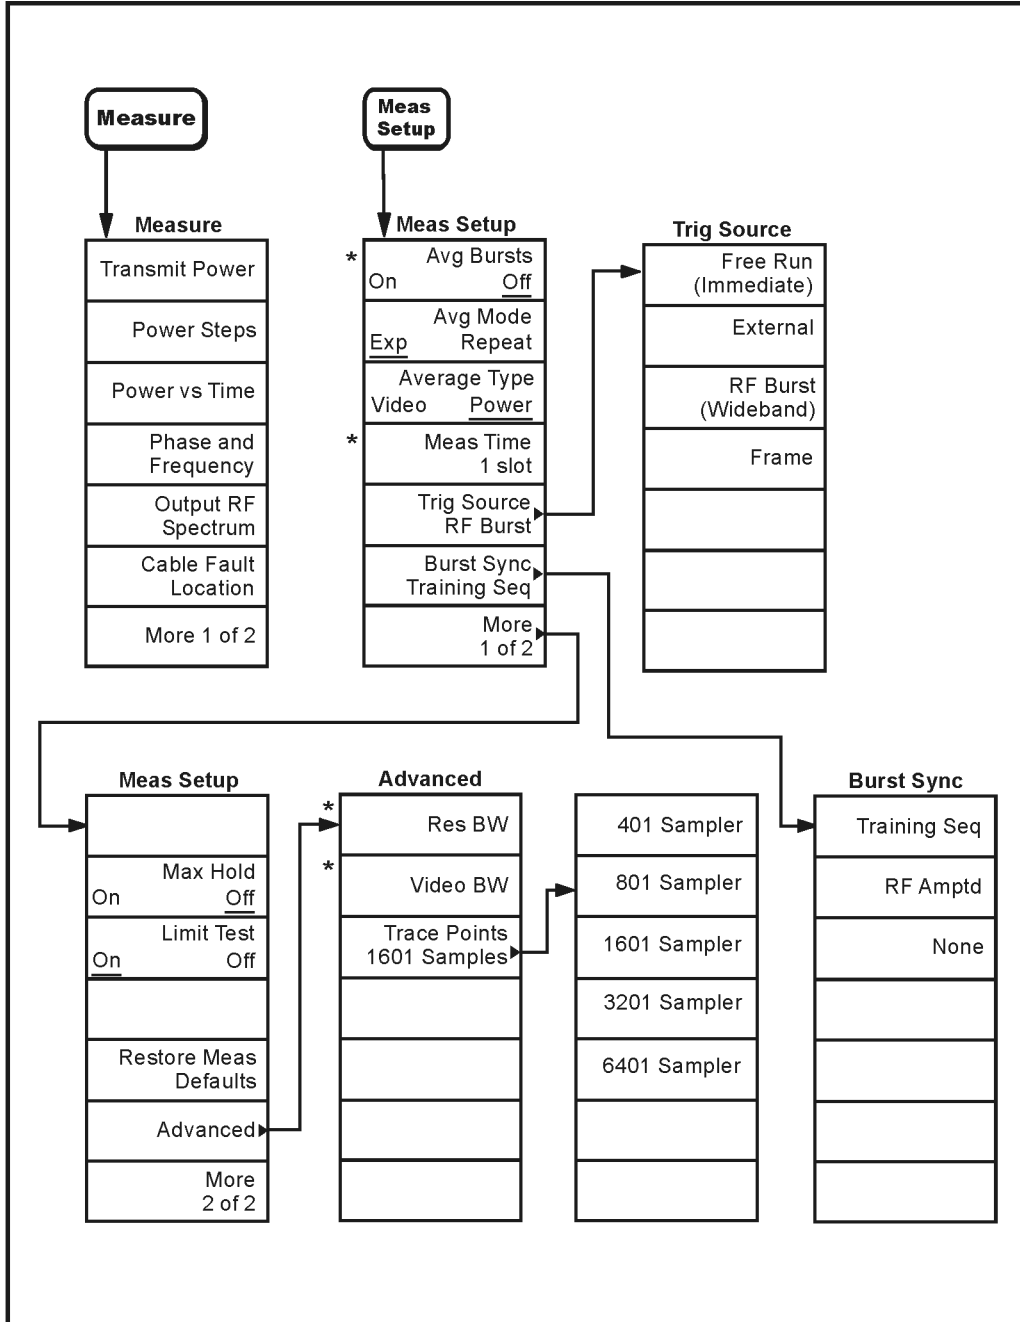 Measure
Meas
Setup
Measure
Transmit Power
Power Steps
Power vs Time
Phase and
Frequency
Output RF
Spectrum
Cable Fault
Location
More 1 of 2
Meas Setup
* Avg Bursts
On Off
Avg Mode
Exp Repeat
Average Type
Video Power
* Meas Time
1 slot
Trig Source
RF Burst
Burst Sync
Training Seq
More
1 of 2
Trig Source
Free Run
(Immediate)
External
RF Burst
(Wideband)
Frame
Meas Setup
Max Hold
On Off
Limit Test
On Off
Restore Meas
Defaults
Advanced
More
2 of 2
Advanced
* Res BW
* Video BW
Trace Points
1601 Samples
401 Sampler
801 Sampler
1601 Sampler
3201 Sampler
6401 Sampler
Burst Sync
Training Seq
RF Amptd
None